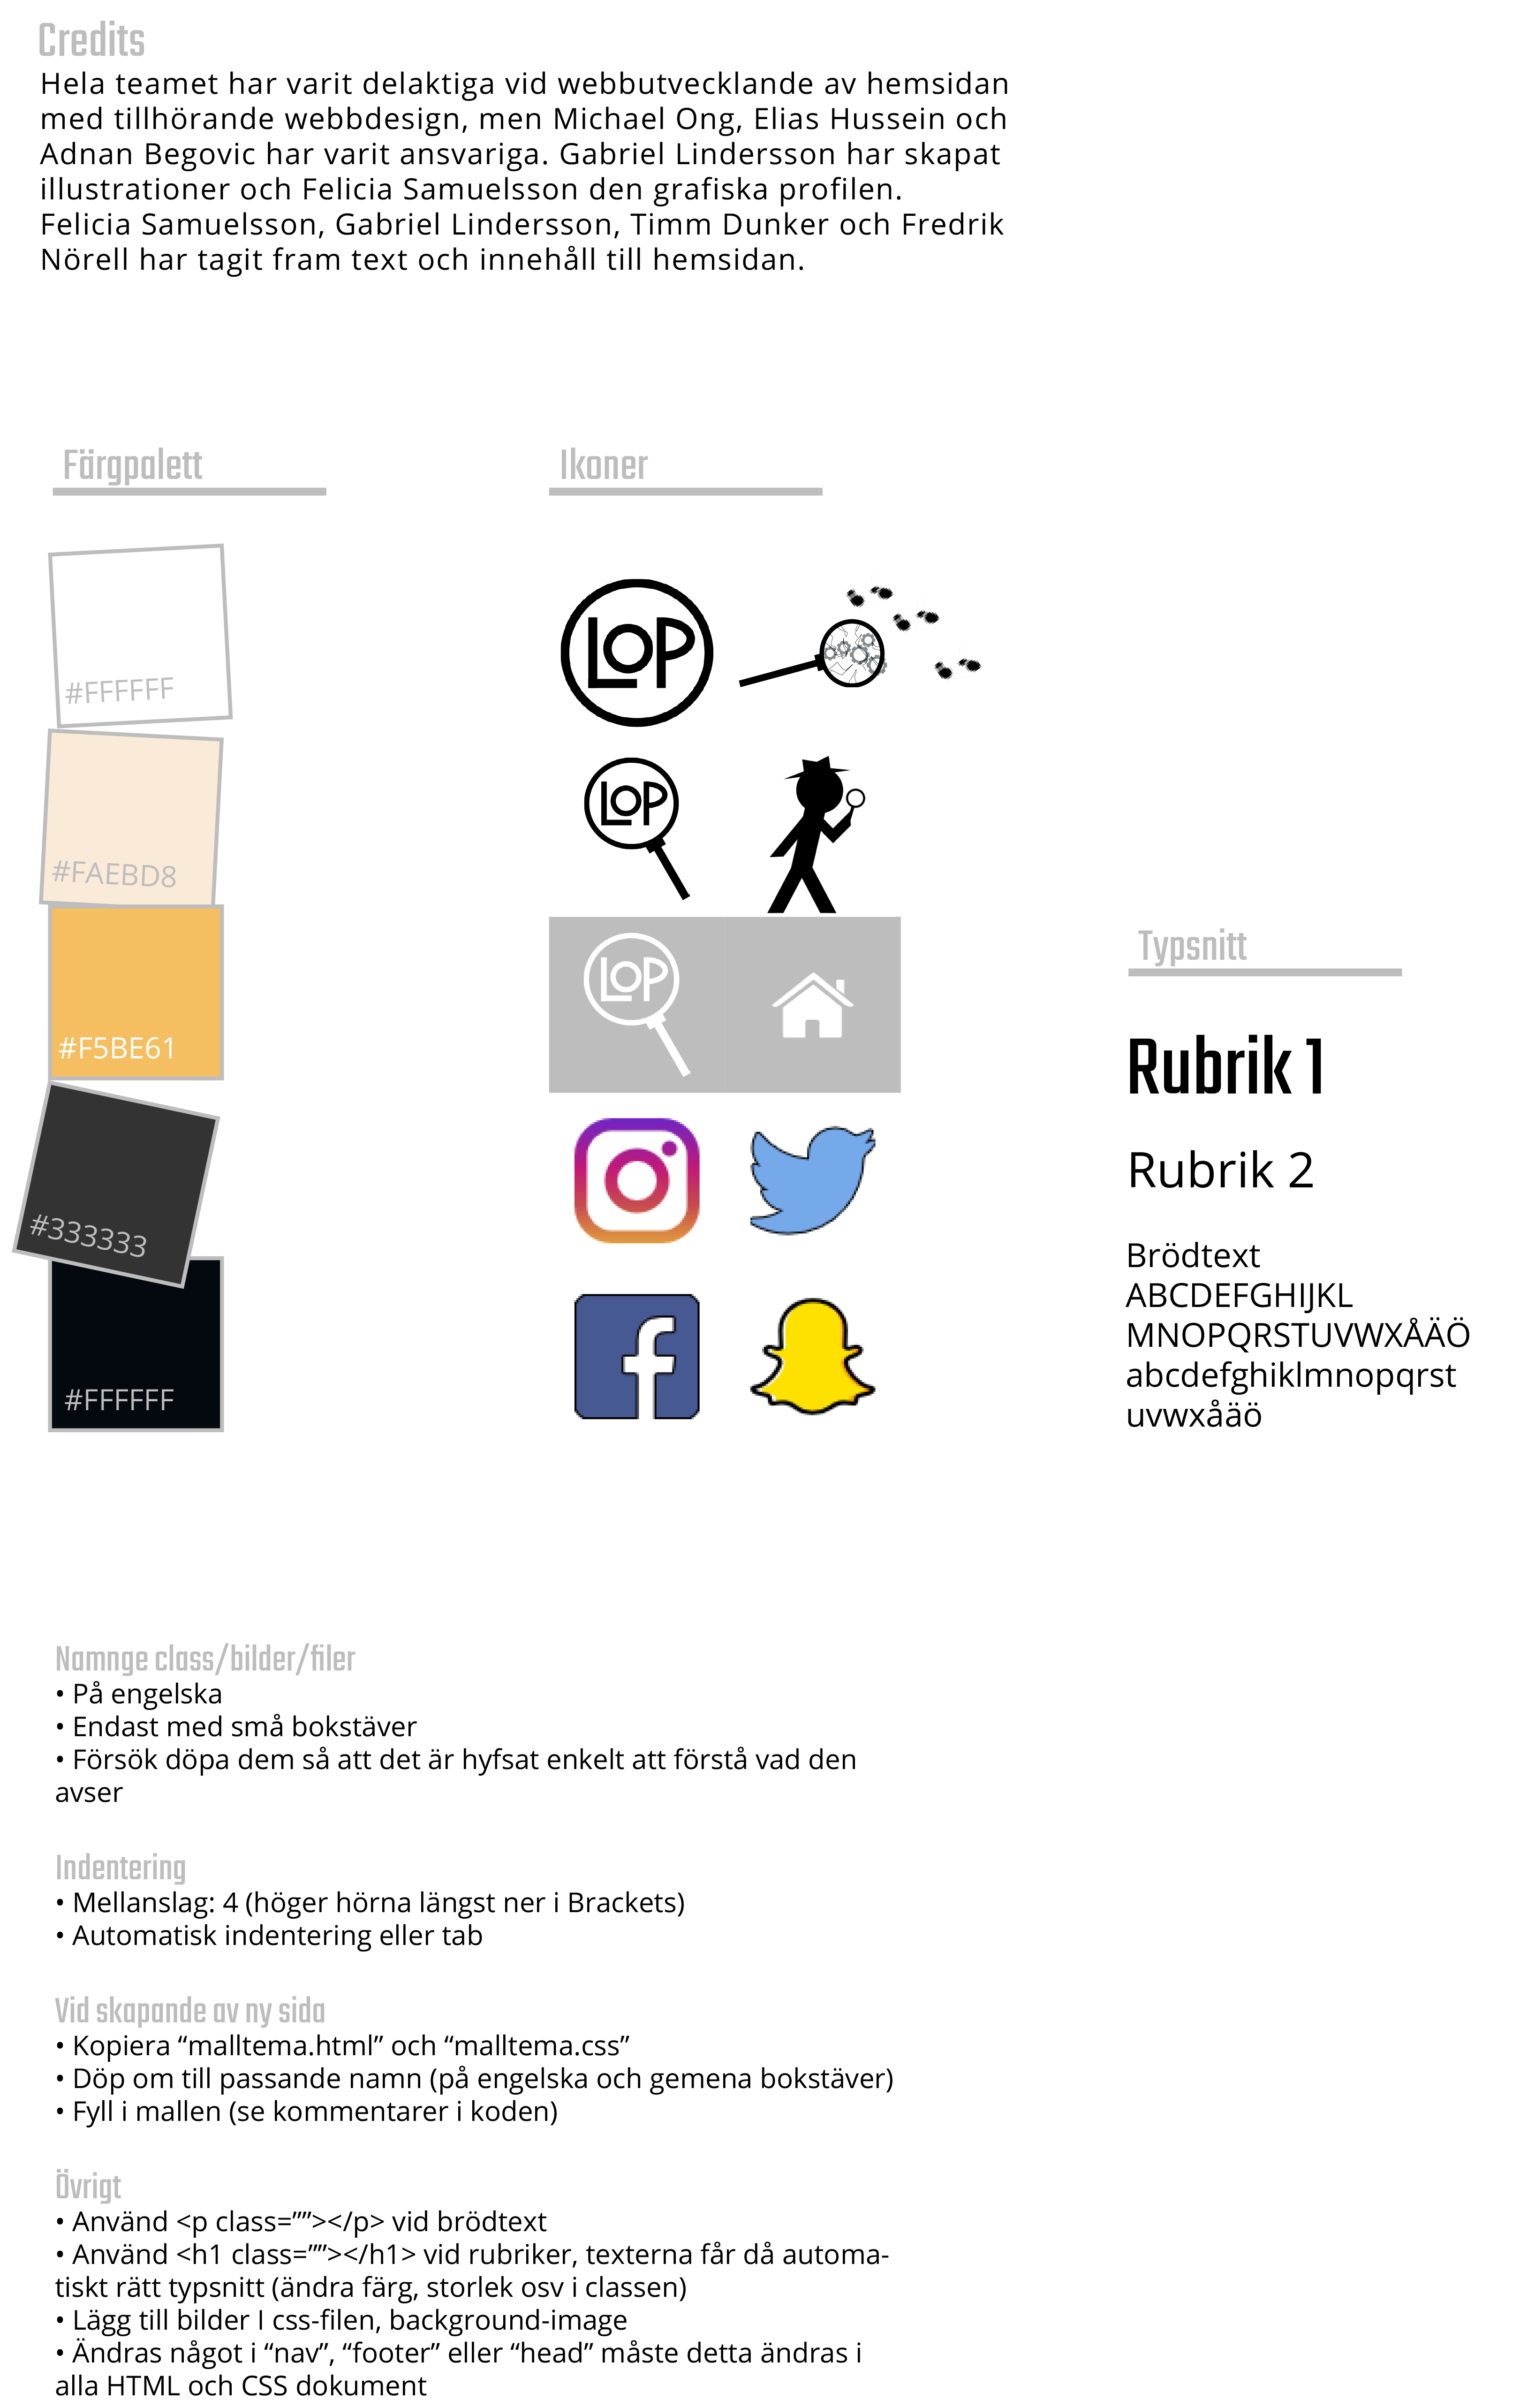 Credits
Hela teamet har varit delaktiga vid webbutvecklande av hemsidan
med tillhörande webbdesign, men Michael Ong, Elias Hussein och
Adnan Begovic har varit ansvariga. Gabriel Lindersson har skapat
illustrationer och Felicia Samuelsson den grafiska profilen.
Felicia Samuelsson, Gabriel Lindersson, Timm Dunker och Fredrik
Nörell har tagit fram text och innehåll till hemsidan.
Färgpalett
#FFFFFF
#FAEBD8
#F5BE61
#333333
#FFFFFF
Ikoner
LOP
LOP
LOP
f
Typsnitt
Rubrik 1
Rubrik 2
Brödtext
ABCDEFGHIJKL
MNOPQRSTUVWXÅÄÖ
abcdefghiklmnopqrst
uvwxåäö
Namnge class/bilder/filer
• På engelska
• Endast med små bokstäver
• Försök döpa dem så att det är hyfsat enkelt att förstå vad den
avser
Indentering
• Mellanslag: 4 (höger hörna längst ner i Brackets)
• Automatisk indentering eller tab
Vid skapande av ny sida
• Kopiera “malltema.html” och “malltema.css”
• Döp om till passande namn (på engelska och gemena bokstäver)
• Fyll i mallen (se kommentarer i koden)
Övrigt
• Använd <p class=””></p> vid brödtext
• Använd <h1 class=””></h1> vid rubriker, texterna får då automa-
tiskt rätt typsnitt (ändra färg, storlek osv i classen)
• Lägg till bilder I css-filen, background-image
• Ändras något i “nav”, “footer” eller “head” måste detta ändras i
alla HTML och CSS dokument